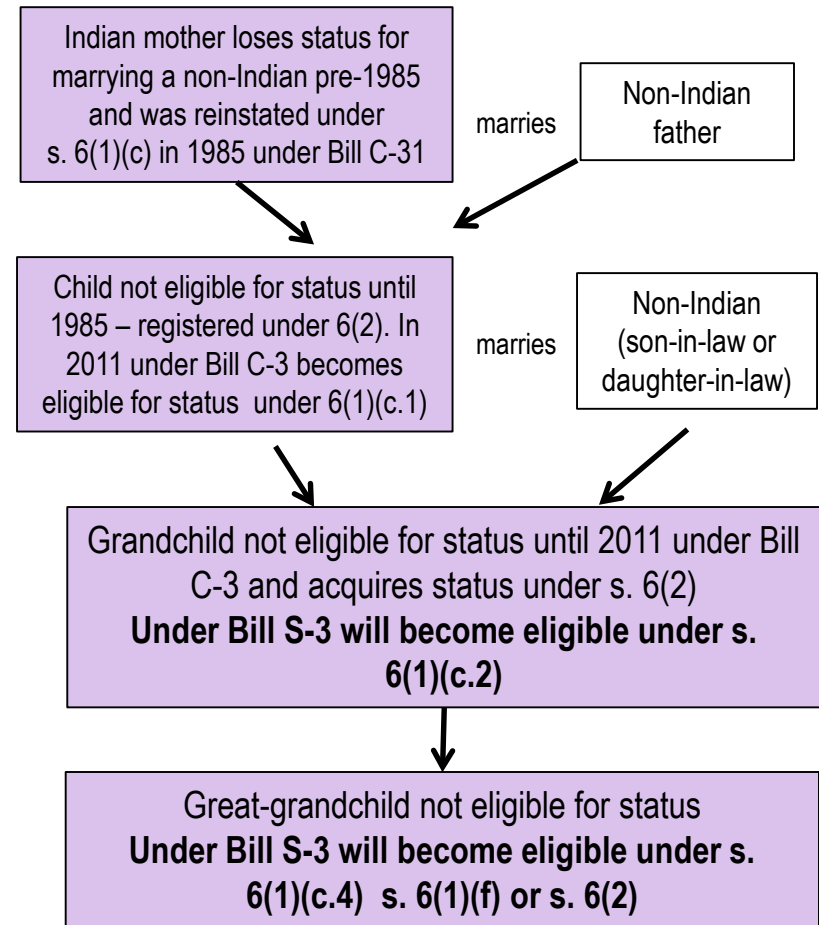 Indian mother loses status for
marrying a non-Indian pre-1985
and was reinstated under
s. 6(1)(c) in 1985 under Bill C-31
marries
Non-Indian
father
Child not eligible for status until
1985 – registered under 6(2). In
2011 under Bill C-3 becomes
eligible for status under 6(1)(c.1)
marries
Non-Indian
(son-in-law or
daughter-in-law)
Grandchild not eligible for status until 2011 under Bill
C-3 and acquires status under s. 6(2)
Under Bill S-3 will become eligible under s.
6(1)(c.2)
Great-grandchild not eligible for status
Under Bill S-3 will become eligible under s.
6(1)(c.4) s. 6(1)(f) or s. 6(2)